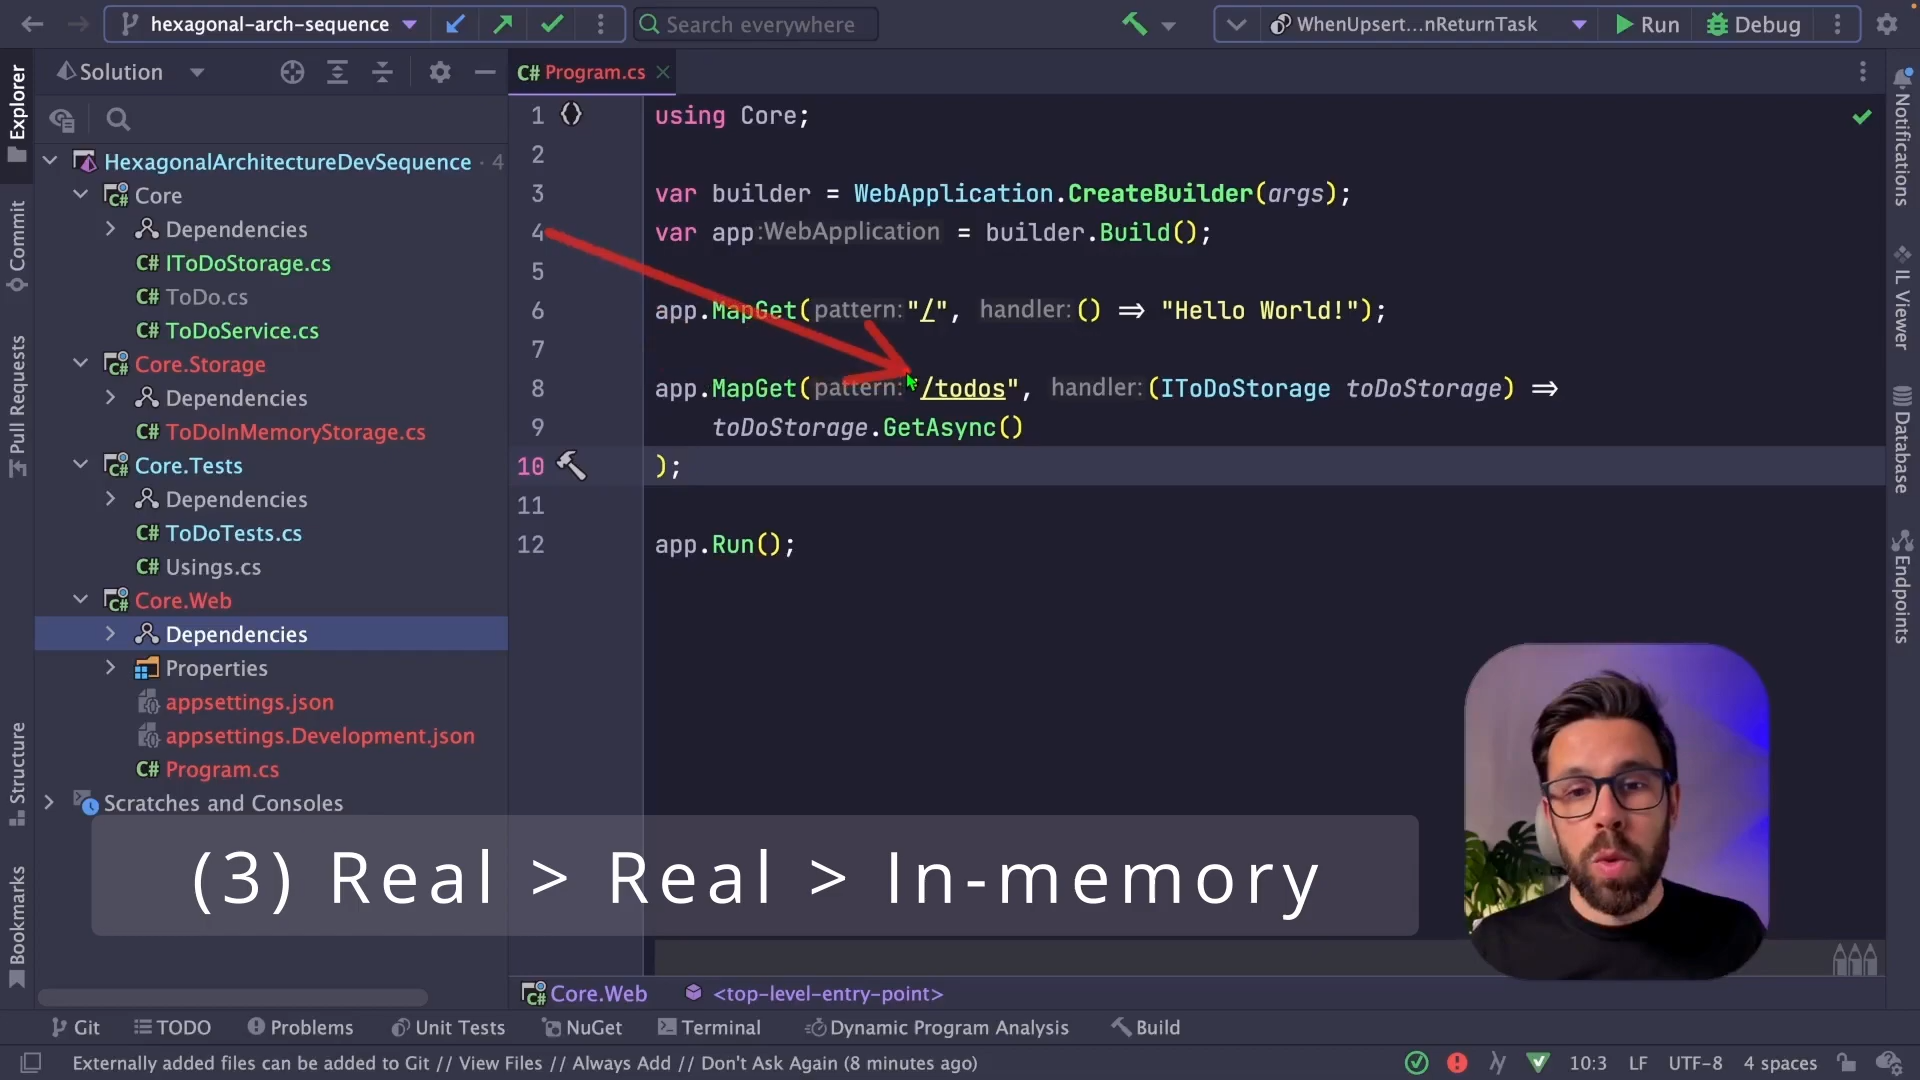 hexagonal-arch-sequence
Search everywhere
WhenUpsert...nReturnTask
Run
Debug
Explorer
Commit
Pull Requests
Structure
Bookmarks
Solution
HexagonalArchitectureDevSequence · 4
Core
Dependencies
C# IToDoStorage.cs
C# ToDo.cs
C# ToDoService.cs
Core.Storage
Dependencies
C# ToDoInMemoryStorage.cs
Core.Tests
Dependencies
C# ToDoTests.cs
C# Usings.cs
Core.Web
Dependencies
Properties
appsettings.json
appsettings.Development.json
C# Program.cs
Scratches and Consoles
C# Program.cs
1 using Core;
2
3 var builder = WebApplication.CreateBuilder(args);
4 var app :WebApplication = builder.Build();
5
6 app.MapGet( pattern: "/", handler: () => "Hello World!");
7
8 app.MapGet( pattern: "/todos", handler: (IToDoStorage toDoStorage) =>
9 toDoStorage.GetAsync()
10 );
11
12 app.Run();
(3) Real > Real > In-memory
Notifications
IL Viewer
Database
Endpoints
Core.Web
<top-level-entry-point>
Git
TODO
Problems
Unit Tests
NuGet
Terminal
Dynamic Program Analysis
Build
Externally added files can be added to Git // View Files // Always Add // Don't Ask Again (8 minutes ago)
10:3
LF
UTF-8
4 spaces